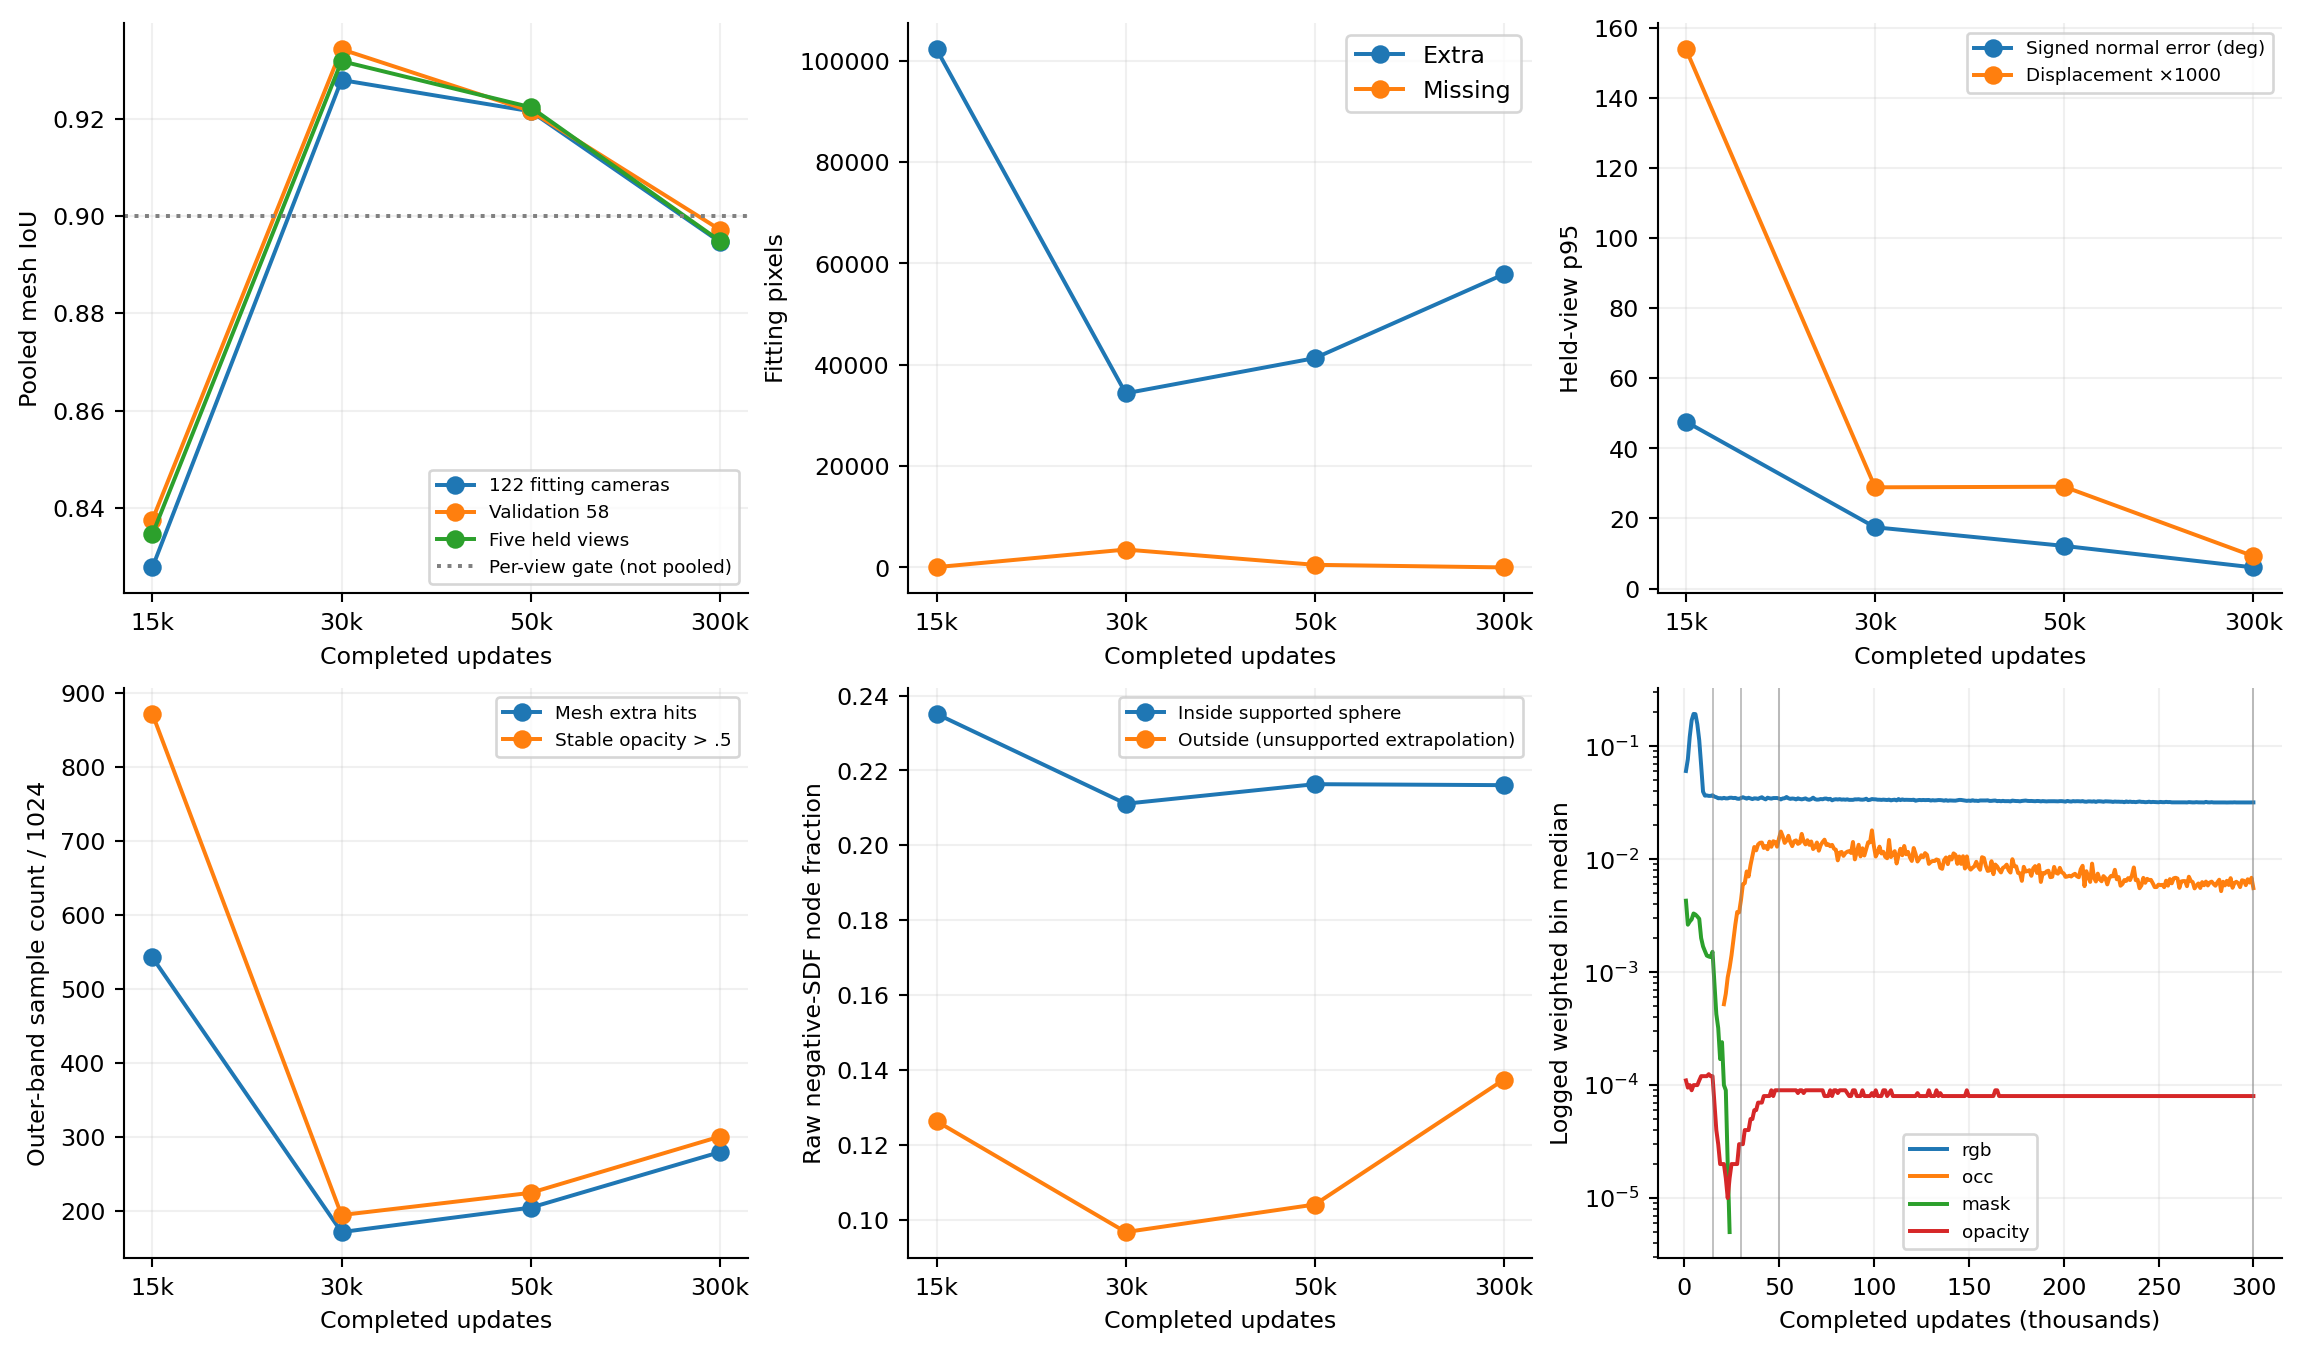 Pooled mesh IoU
0.92
0.90
0.88
0.86
0.84
122 fitting cameras
Validation 58
Five held views
Per-view gate (not pooled)
15k
30k
50k
300k
Completed updates
Fitting pixels
100000
80000
60000
40000
20000
0
Extra
Missing
15k
30k
50k
300k
Completed updates
Held-view p95
160
140
120
100
80
60
40
20
0
Signed normal error (deg)
Displacement ×1000
15k
30k
50k
300k
Completed updates
Outer-band sample count / 1024
900
800
700
600
500
400
300
200
Mesh extra hits
Stable opacity > .5
15k
30k
50k
300k
Completed updates
Raw negative-SDF node fraction
0.24
0.22
0.20
0.18
0.16
0.14
0.12
0.10
Inside supported sphere
Outside (unsupported extrapolation)
15k
30k
50k
300k
Completed updates
Logged weighted bin median
10⁻¹
10⁻²
10⁻³
10⁻⁴
10⁻⁵
rgb
occ
mask
opacity
0
50
100
150
200
250
300
Completed updates (thousands)